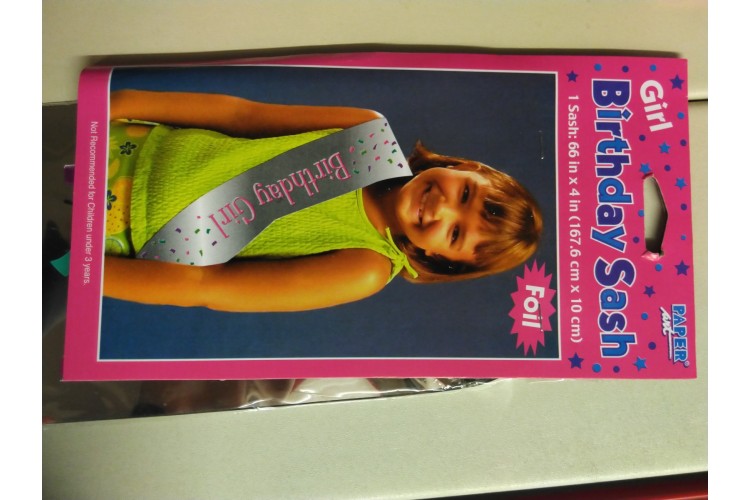 Girl
Birthday Sash
1 Sash: 66 in x 4 in (167.6 cm x 10 cm)
PAPER
art®
Foil
Birthday Girl
Not Recommended for Children under 3 years.